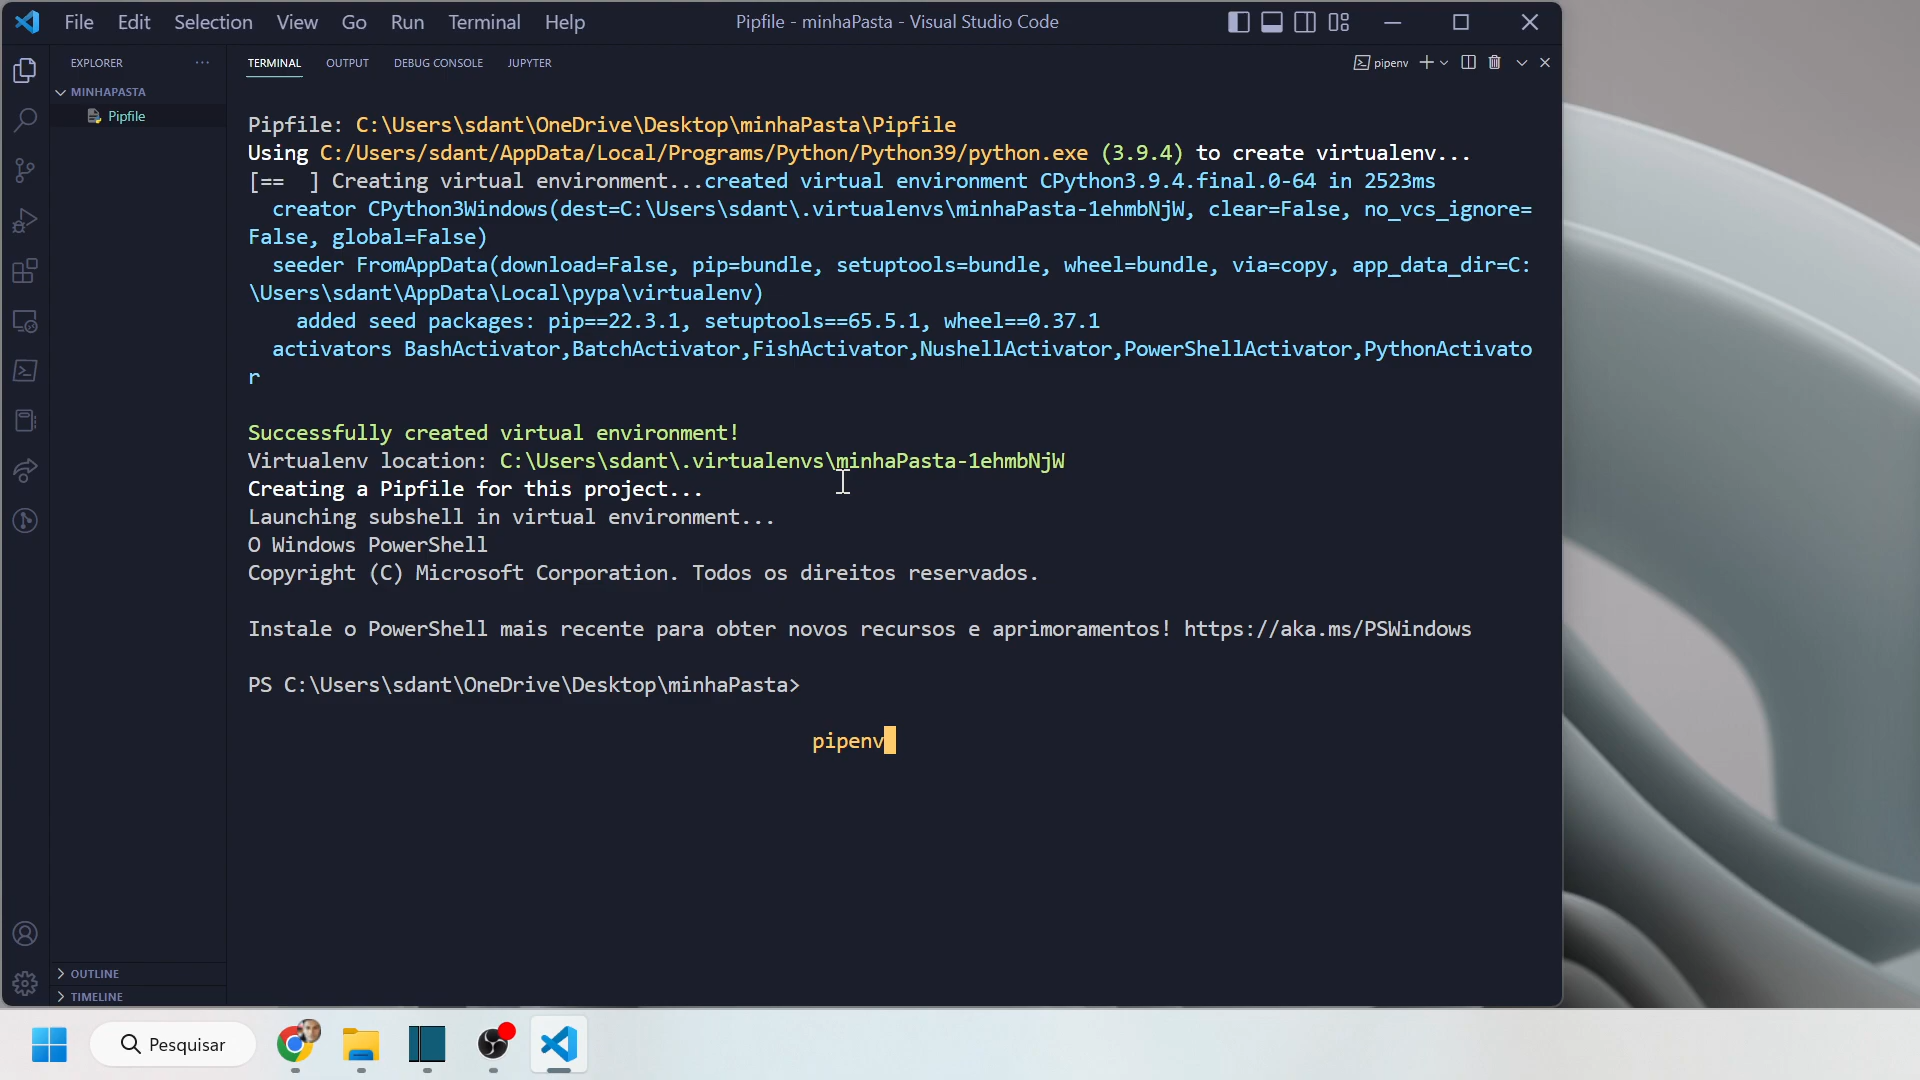 File Edit Selection View Go Run Terminal Help
Pipfile - minhaPasta - Visual Studio Code
EXPLORER
MINHAPASTA
Pipfile
OUTLINE
TIMELINE
TERMINAL OUTPUT DEBUG CONSOLE JUPYTER
pipenv
Pipfile: C:\Users\sdant\OneDrive\Desktop\minhaPasta\Pipfile
Using C:/Users/sdant/AppData/Local/Programs/Python/Python39/python.exe (3.9.4) to create virtualenv...
[==  ] Creating virtual environment...created virtual environment CPython3.9.4.final.0-64 in 2523ms
creator CPython3Windows(dest=C:\Users\sdant\.virtualenvs\minhaPasta-1ehmbNjW, clear=False, no_vcs_ignore=
False, global=False)
seeder FromAppData(download=False, pip=bundle, setuptools=bundle, wheel=bundle, via=copy, app_data_dir=C:
\Users\sdant\AppData\Local\pypa\virtualenv)
added seed packages: pip==22.3.1, setuptools==65.5.1, wheel==0.37.1
activators BashActivator,BatchActivator,FishActivator,NushellActivator,PowerShellActivator,PythonActivato
r
Successfully created virtual environment!
Virtualenv location: C:\Users\sdant\.virtualenvs\minhaPasta-1ehmbNjW
Creating a Pipfile for this project...
Launching subshell in virtual environment...
O Windows PowerShell
Copyright (C) Microsoft Corporation. Todos os direitos reservados.
Instale o PowerShell mais recente para obter novos recursos e aprimoramentos! https://aka.ms/PSWindows
PS C:\Users\sdant\OneDrive\Desktop\minhaPasta>
pipenv
Pesquisar